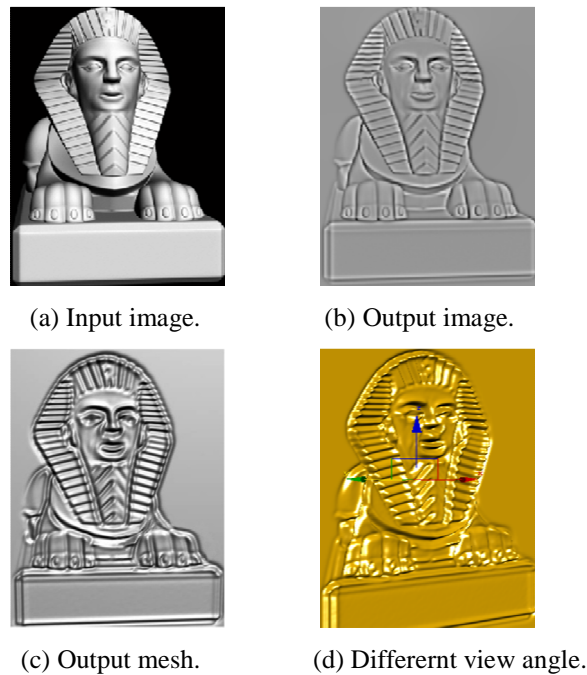 (a) Input image.
(b) Output image.
(c) Output mesh.
(d) Differernt view angle.